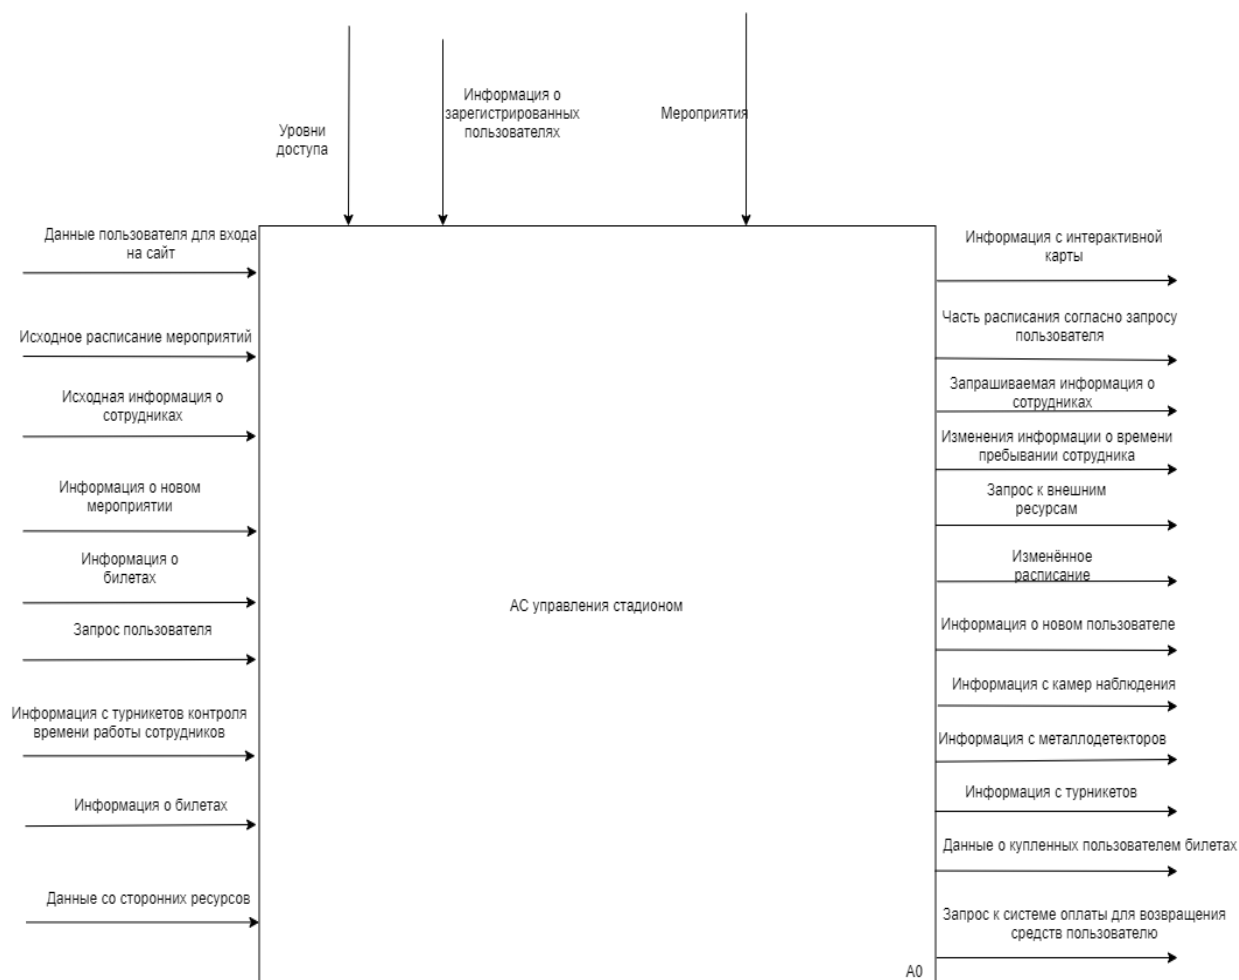 Информация о
зарегистрированных
пользователях
Мероприятия
Уровни
доступа
Данные пользователя для входа
на сайт
Исходное расписание мероприятий
Исходная информация о
сотрудниках
Информация о новом
мероприятии
Информация о
билетах
Запрос пользователя
Информация с турникетов контроля
времени работы сотрудников
Информация о билетах
Данные со сторонних ресурсов
АС управления стадионом
A0
Информация с интерактивной
карты
Часть расписания согласно запросу
пользователя
Запрашиваемая информация о
сотрудниках
Изменения информации о времени
пребывании сотрудника
Запрос к внешним
ресурсам
Изменённое
расписание
Информация о новом пользователе
Информация с камер наблюдения
Информация с металлодетекторов
Информация с турникетов
Данные о купленных пользователем билетах
Запрос к системе оплаты для возвращения
средств пользователю